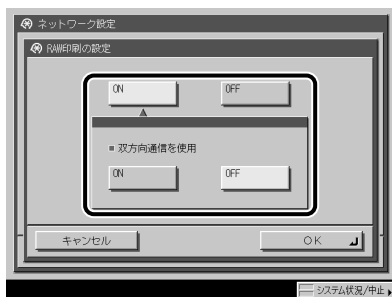 ネットワーク設定
RAW印刷の設定
ON OFF
■ 双方向通信を使用
ON OFF
キャンセル OK
システム状況/中止